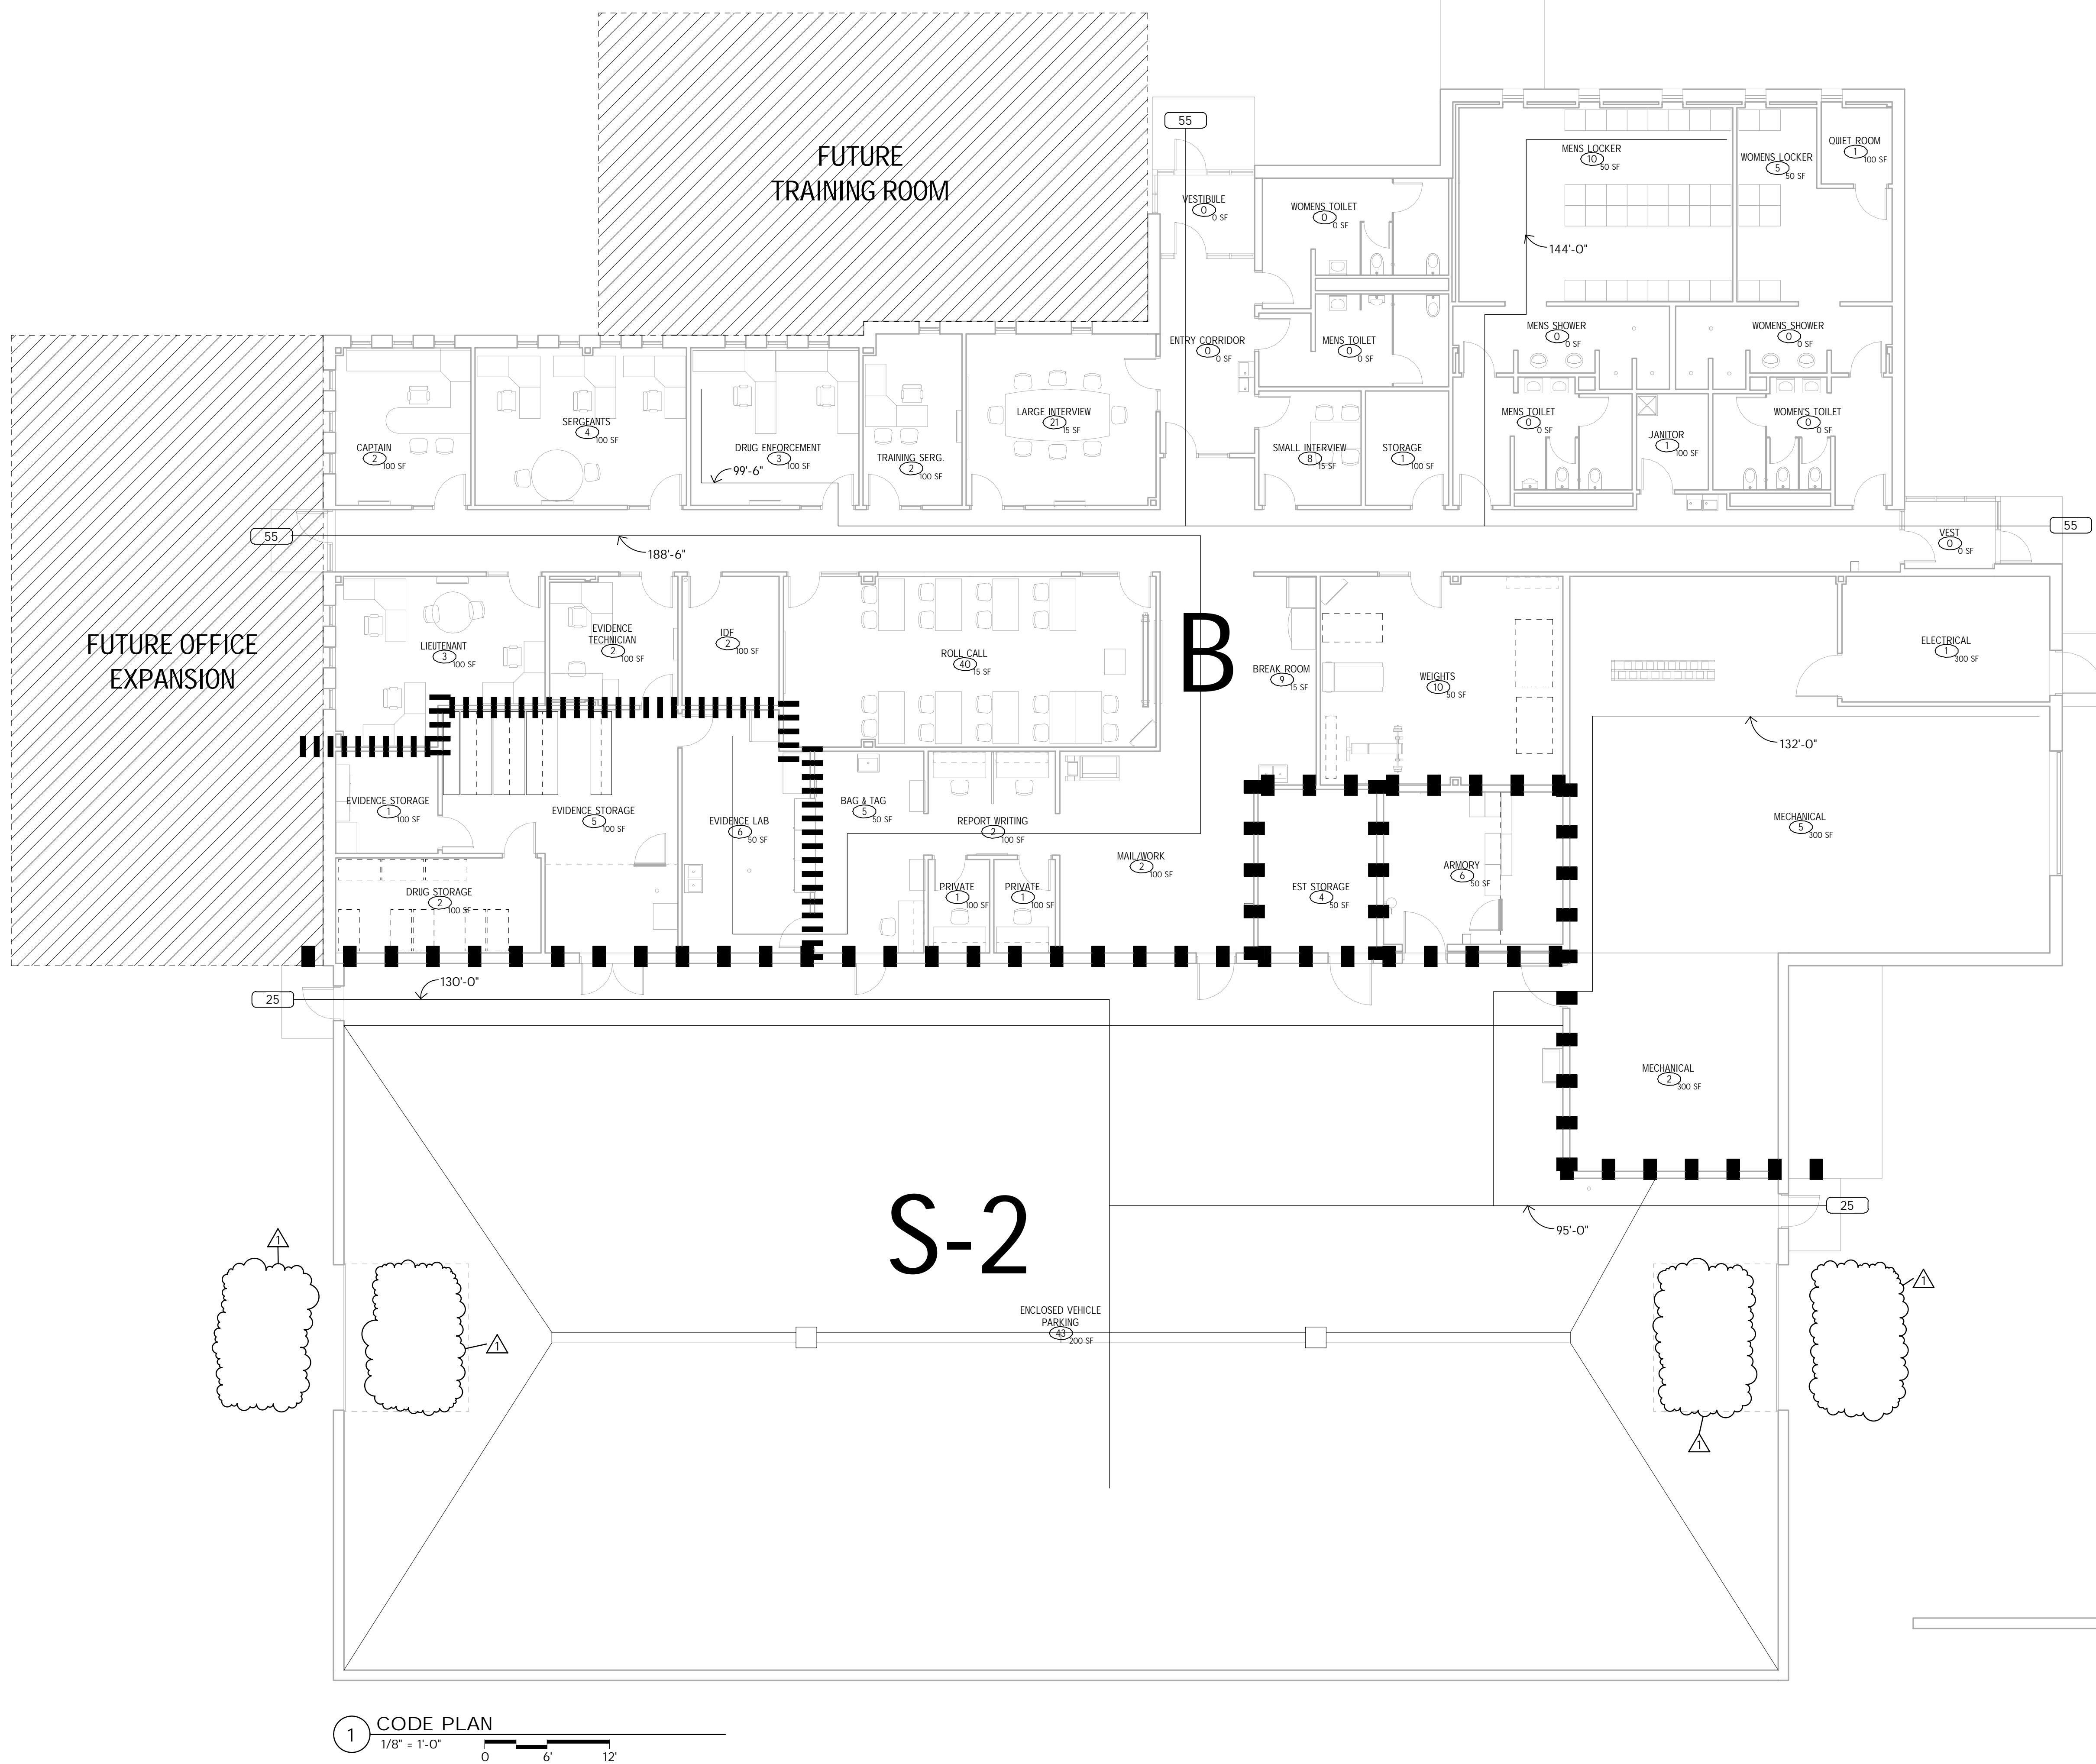 55
FUTURE
TRAINING ROOM
VESTIBULE
0
0 SF
WOMENS TOILET
0
0 SF
MENS LOCKER
10
50 SF
WOMENS LOCKER
5
50 SF
QUIET ROOM
1
100 SF
144'-0"
ENTRY CORRIDOR
0
0 SF
MENS TOILET
0
0 SF
MENS SHOWER
0
0 SF
WOMENS SHOWER
0
0 SF
CAPTAIN
2
100 SF
SERGEANTS
4
100 SF
DRUG ENFORCEMENT
3
100 SF
99'-6"
TRAINING SERG.
2
100 SF
LARGE INTERVIEW
21
15 SF
SMALL INTERVIEW
8
15 SF
STORAGE
1
100 SF
MENS TOILET
0
0 SF
JANITOR
1
100 SF
WOMEN'S TOILET
0
0 SF
55
188'-6"
VEST
0
0 SF
55
FUTURE OFFICE
EXPANSION
LIEUTENANT
3
100 SF
EVIDENCE
TECHNICIAN
2
100 SF
IDF
2
100 SF
ROLL CALL
40
15 SF
B
BREAK ROOM
9
15 SF
WEIGHTS
10
50 SF
ELECTRICAL
1
300 SF
132'-0"
EVIDENCE STORAGE
1
100 SF
EVIDENCE STORAGE
5
100 SF
EVIDENCE LAB
6
50 SF
BAG & TAG
5
50 SF
REPORT WRITING
2
100 SF
MAIL/WORK
2
100 SF
MECHANICAL
5
300 SF
DRUG STORAGE
2
100 SF
PRIVATE
1
100 SF
PRIVATE
1
100 SF
EST STORAGE
4
50 SF
ARMORY
6
50 SF
25
130'-0"
MECHANICAL
2
300 SF
S-2
25
95'-0"
1
1
1
1
ENCLOSED VEHICLE
PARKING
43
200 SF
1
CODE PLAN
1/8" = 1'-0"
0
6'
12'